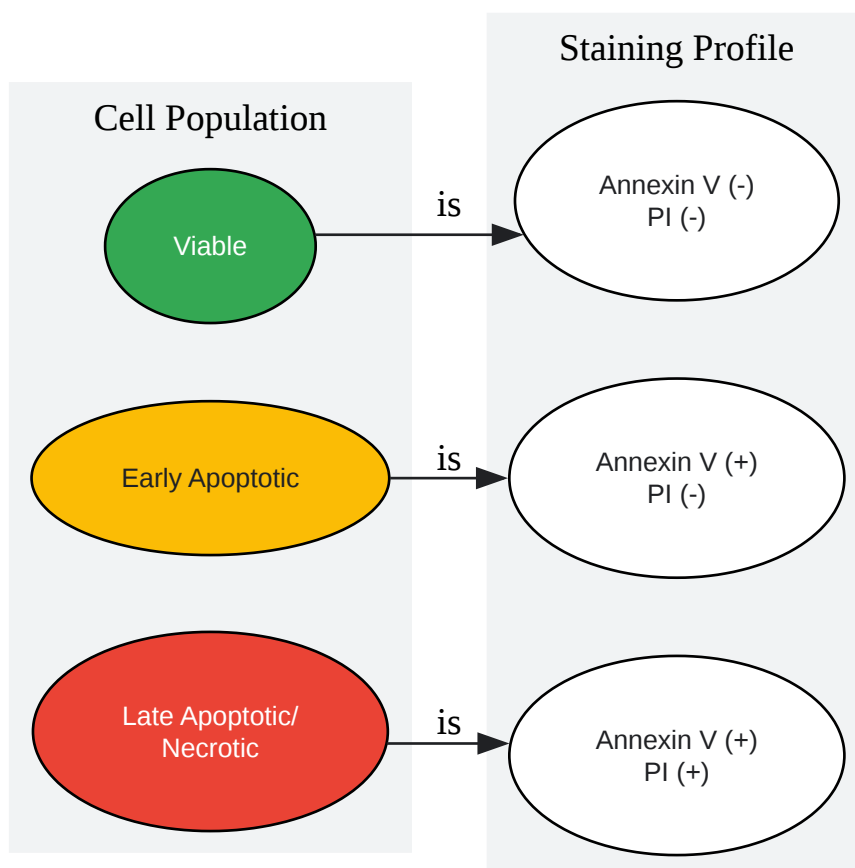 Staining Profile
Cell Population
Viable
is
Annexin V (-)
PI (-)
Early Apoptotic
is
Annexin V (+)
PI (-)
Late Apoptotic/
Necrotic
is
Annexin V (+)
PI (+)